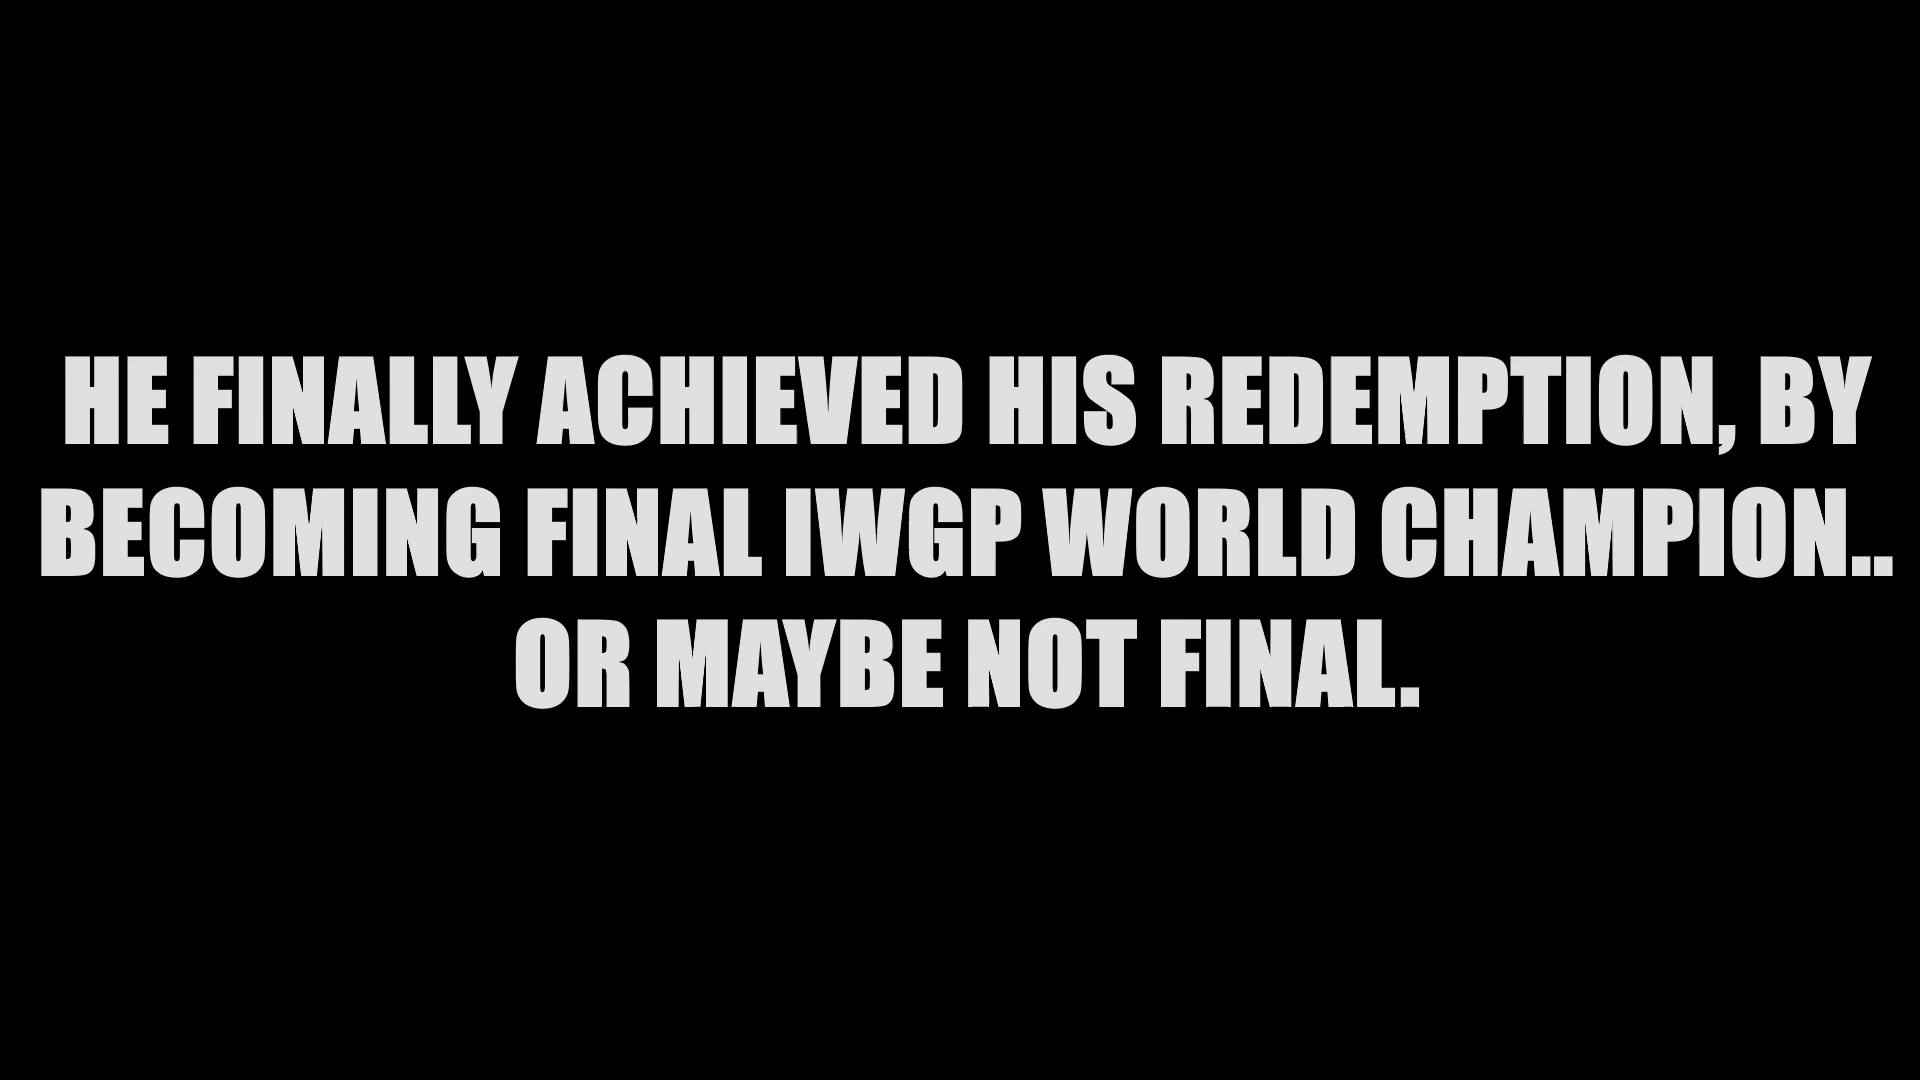 HE FINALLY ACHIEVED HIS REDEMPTION, BY
BECOMING FINAL IWGP WORLD CHAMPION..
OR MAYBE NOT FINAL.